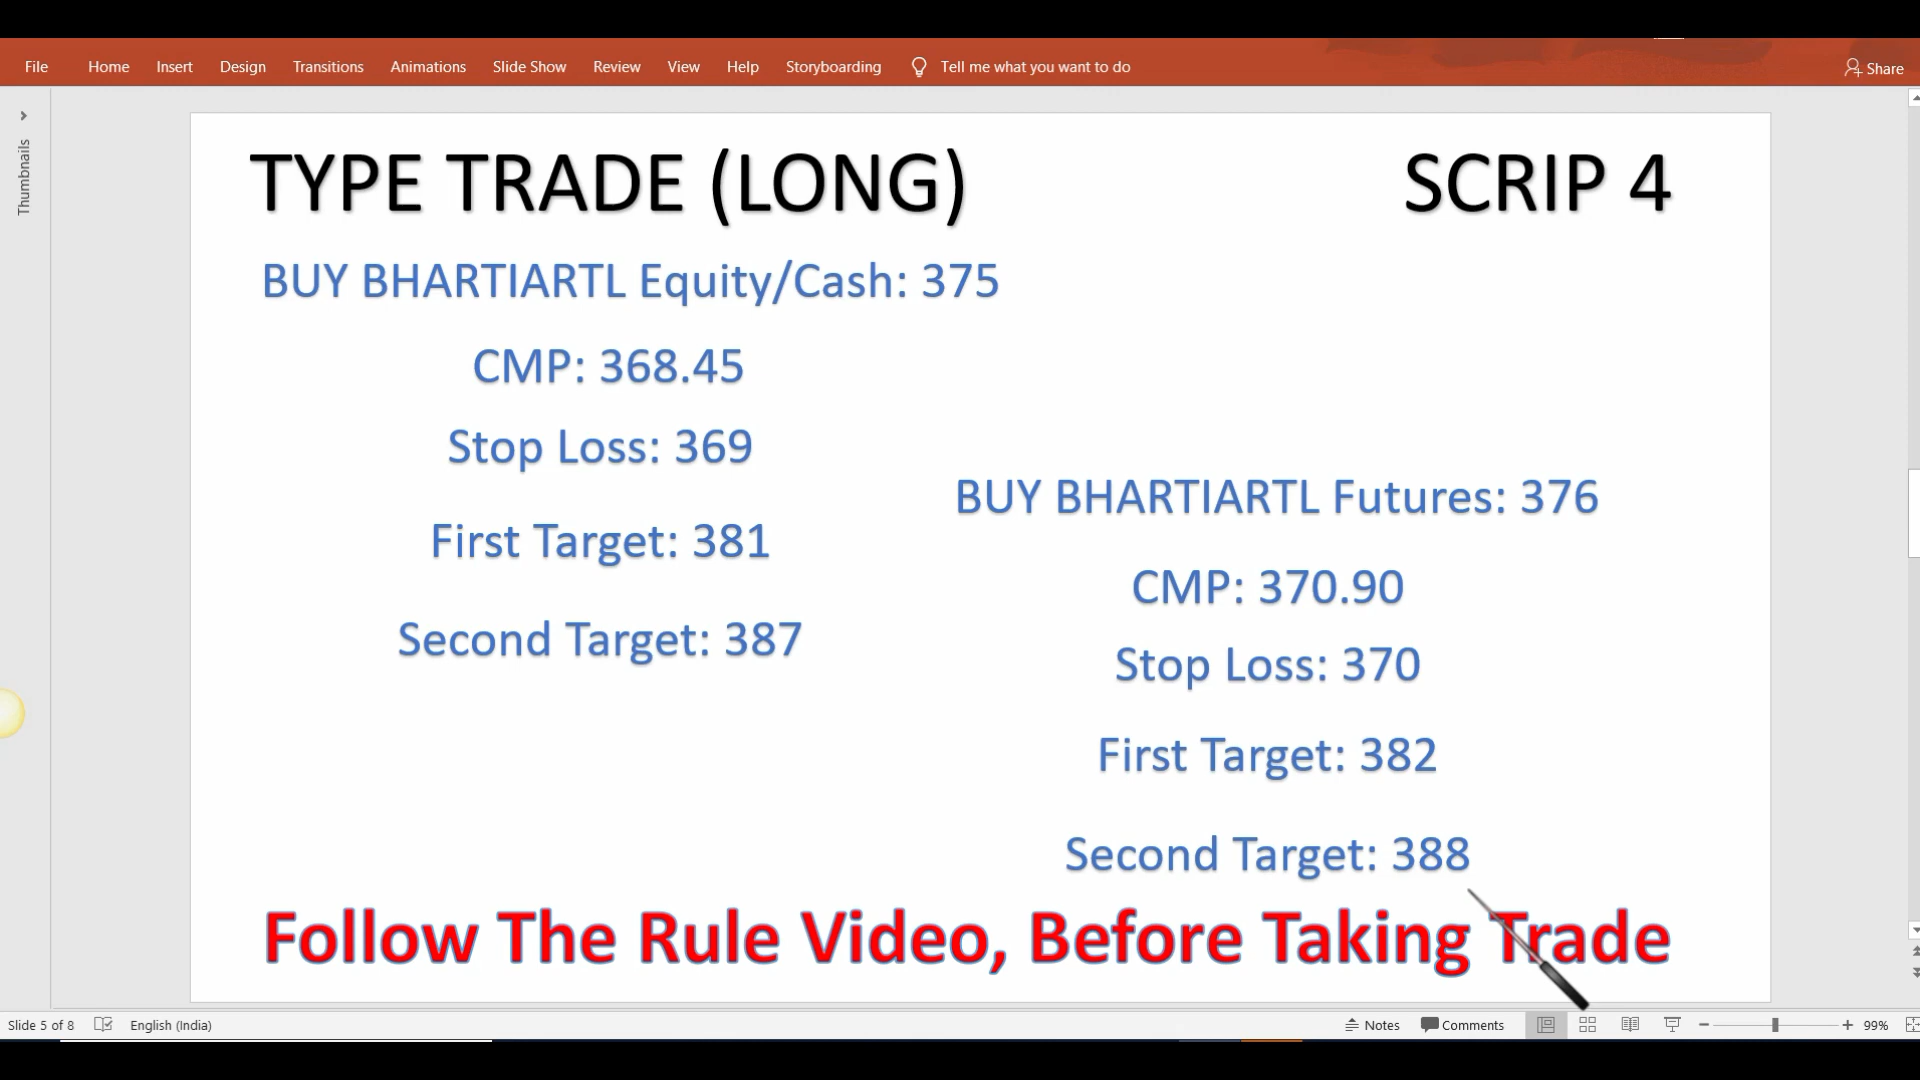 File Home Insert Design Transitions Animations Slide Show Review View Help Storyboarding Tell me what you want to do Share
Thumbnails
TYPE TRADE (LONG) SCRIP 4
BUY BHARTIARTL Equity/Cash: 375
CMP: 368.45
Stop Loss: 369
First Target: 381
Second Target: 387
BUY BHARTIARTL Futures: 376
CMP: 370.90
Stop Loss: 370
First Target: 382
Second Target: 388
Follow The Rule Video, Before Taking Trade
Slide 5 of 8 English (India) Notes Comments 99%